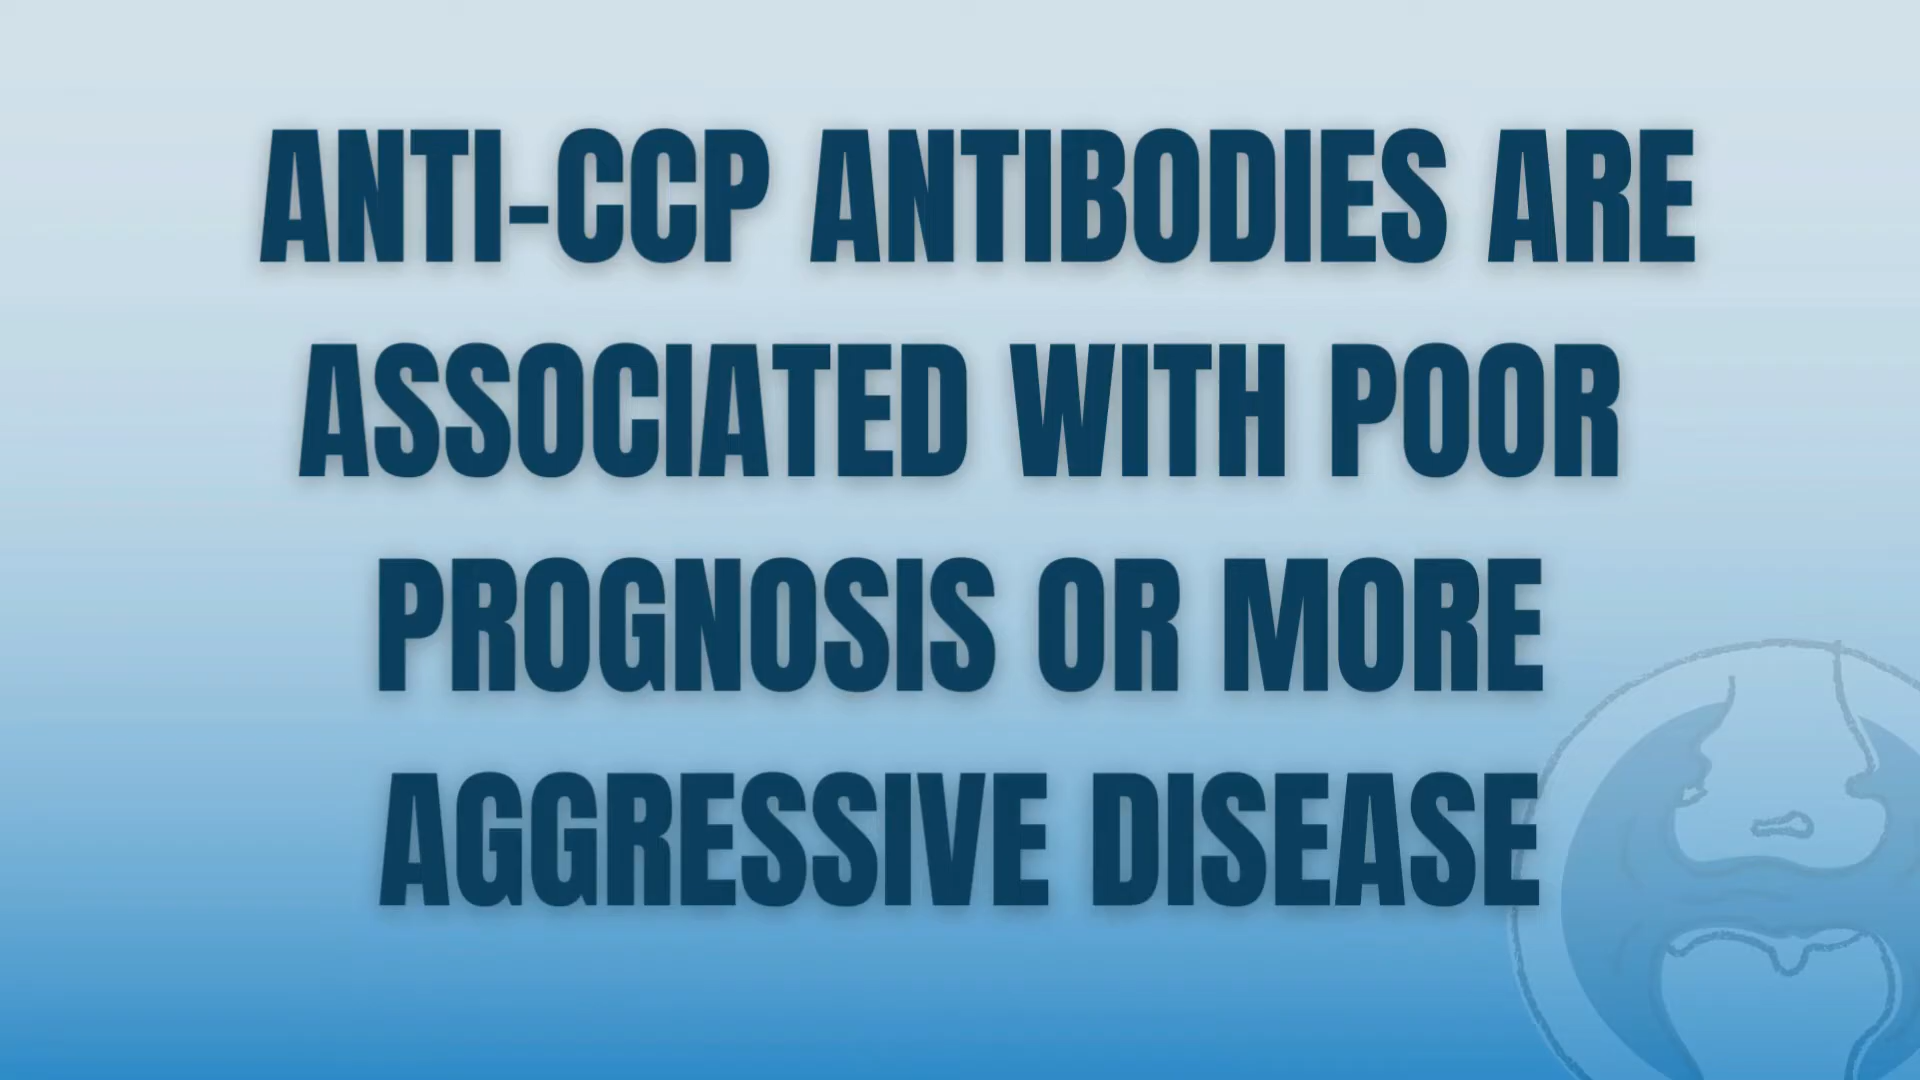 ANTI-CCP ANTIBODIES ARE
ASSOCIATED WITH POOR
PROGNOSIS OR MORE
AGGRESSIVE DISEASE